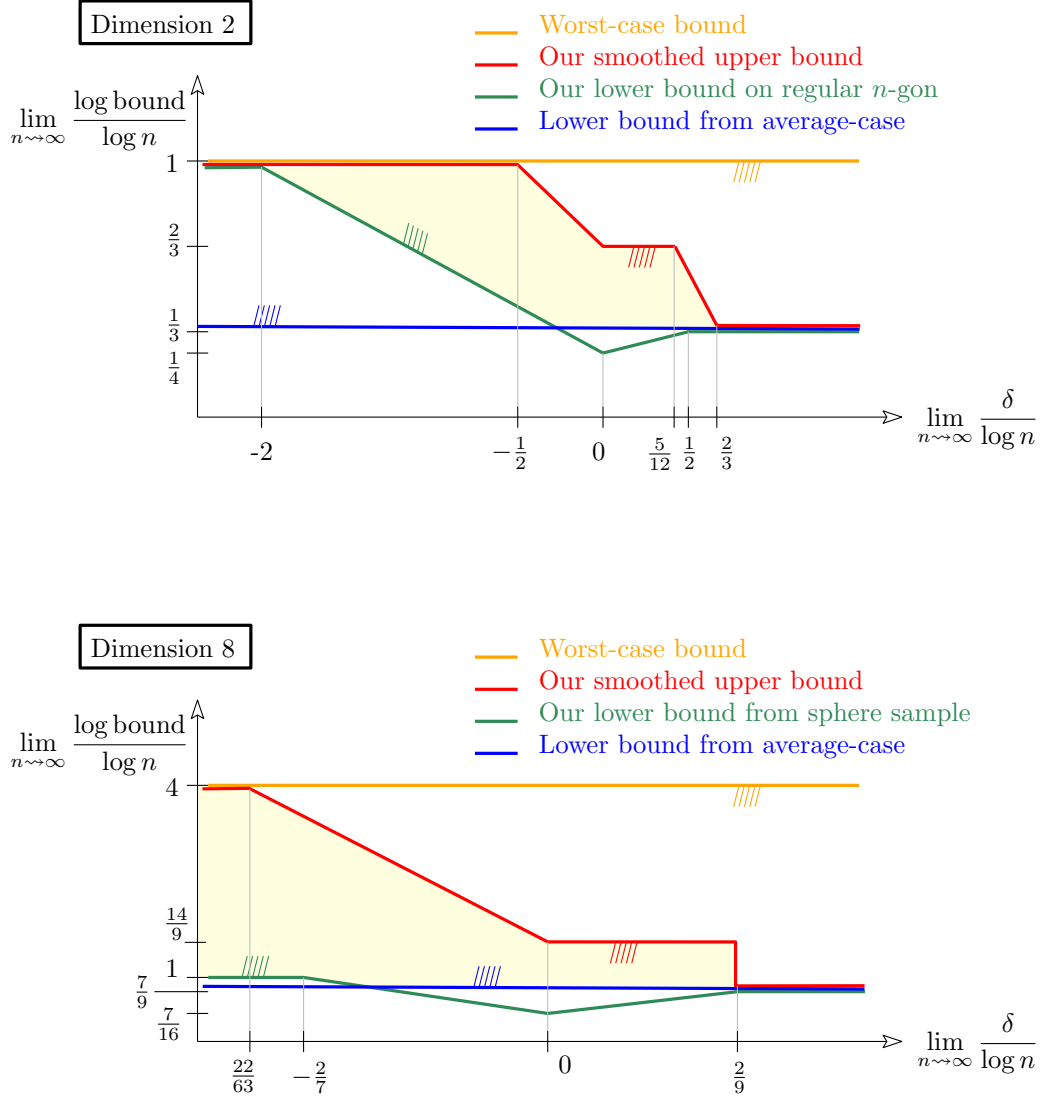 Dimension 2
Worst-case bound
Our smoothed upper bound
Our lower bound on regular n-gon
Lower bound from average-case
lim n⇝∞ log bound / log n
1
2/3
1/3
1/4
-2
−1/2
0
5/12
1/2
2/3
lim n⇝∞ δ / log n
Dimension 8
Worst-case bound
Our smoothed upper bound
Our lower bound from sphere sample
Lower bound from average-case
lim n⇝∞ log bound / log n
4
14/9
1
7/9
7/16
22/63
−2/7
0
2/9
lim n⇝∞ δ / log n